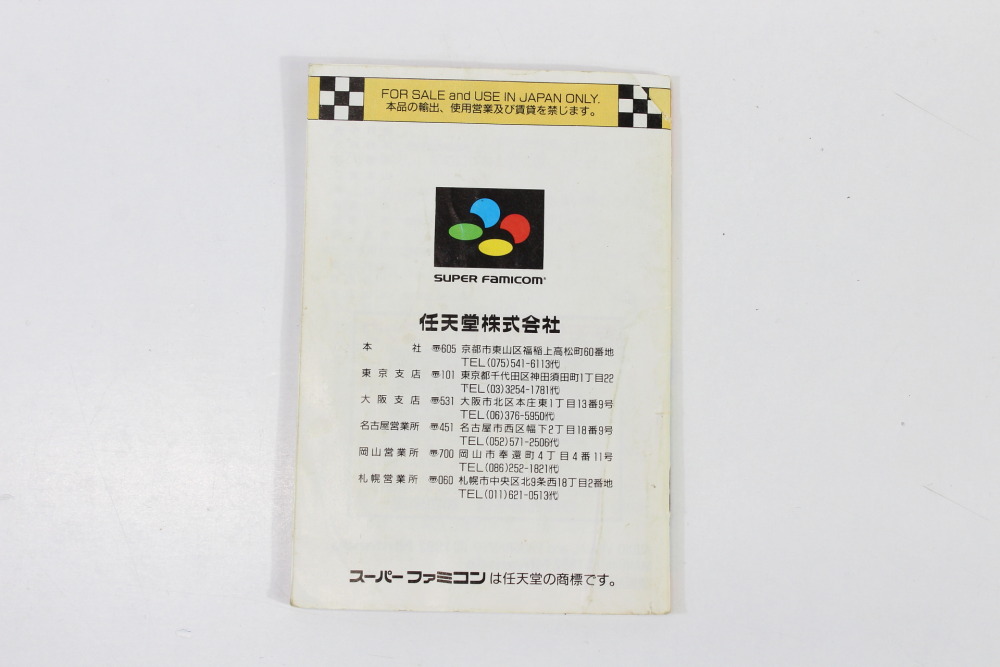 FOR SALE and USE IN JAPAN ONLY.
本品の輸出、使用営業及び賃貸を禁じます。
SUPER FAMICOM®
任天堂株式会社
本社 〒605 京都市東山区福稲上高松町60番地
TEL(075)541-6113代
東京支店 〒101 東京都千代田区神田須田町1丁目22
TEL(03)3254-1781代
大阪支店 〒531 大阪市北区本庄東1丁目13番9号
TEL(06)376-5950代
名古屋営業所 〒451 名古屋市西区幅下2丁目18番9号
TEL(052)571-2506代
岡山営業所 〒700 岡山市奉還町4丁目4番11号
TEL(086)252-1821代
札幌営業所 〒060 札幌市中央区北9条西18丁目2番地
TEL(011)621-0513代
スーパーファミコンは任天堂の商標です。